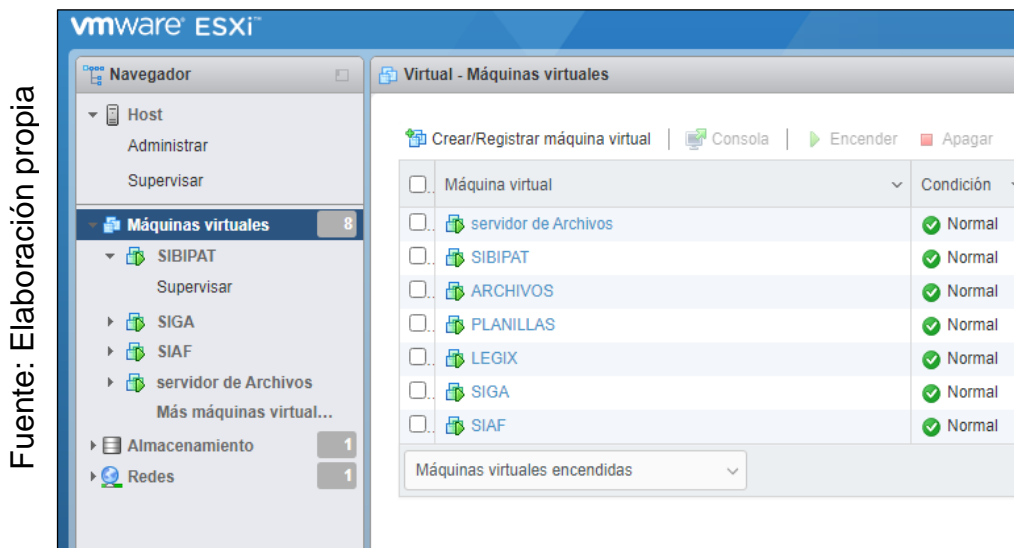 Fuente: Elaboración propia
vmware ESXi™
Navegador
Host
Administrar
Supervisar
Máquinas virtuales 8
SIBIPAT
Supervisar
SIGA
SIAF
servidor de Archivos
Más máquinas virtual...
Almacenamiento 1
Redes 1
Virtual - Máquinas virtuales
Crear/Registrar máquina virtual | Consola | Encender Apagar
Máquina virtual Condición
servidor de Archivos Normal
SIBIPAT Normal
ARCHIVOS Normal
PLANILLAS Normal
LEGIX Normal
SIGA Normal
SIAF Normal
Máquinas virtuales encendidas